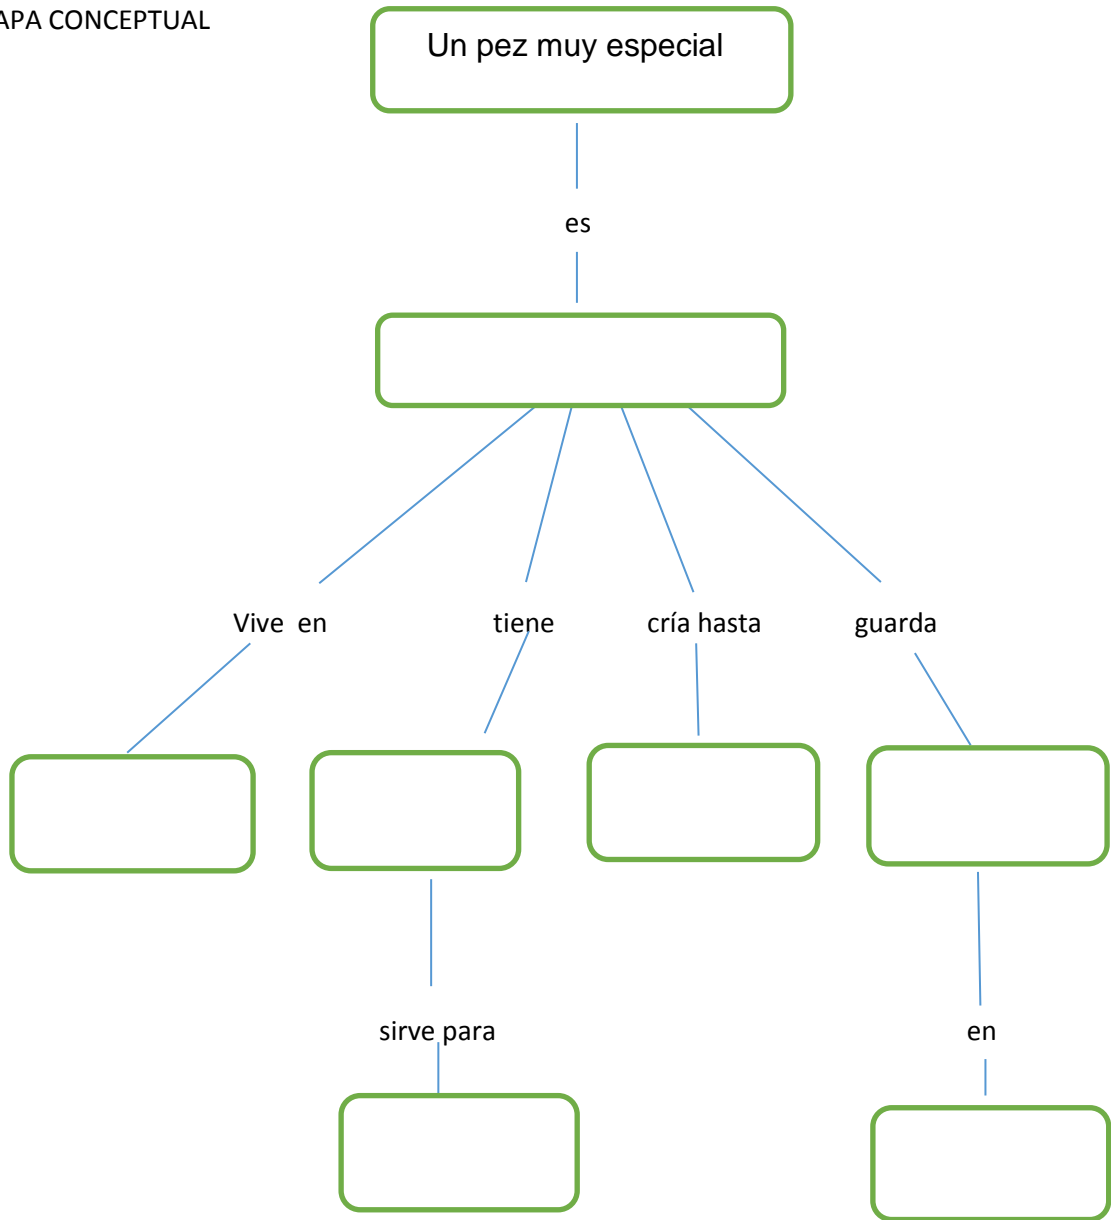 APA CONCEPTUAL
Un pez muy especial
es
Vive en
tiene
cría hasta
guarda
sirve para
en